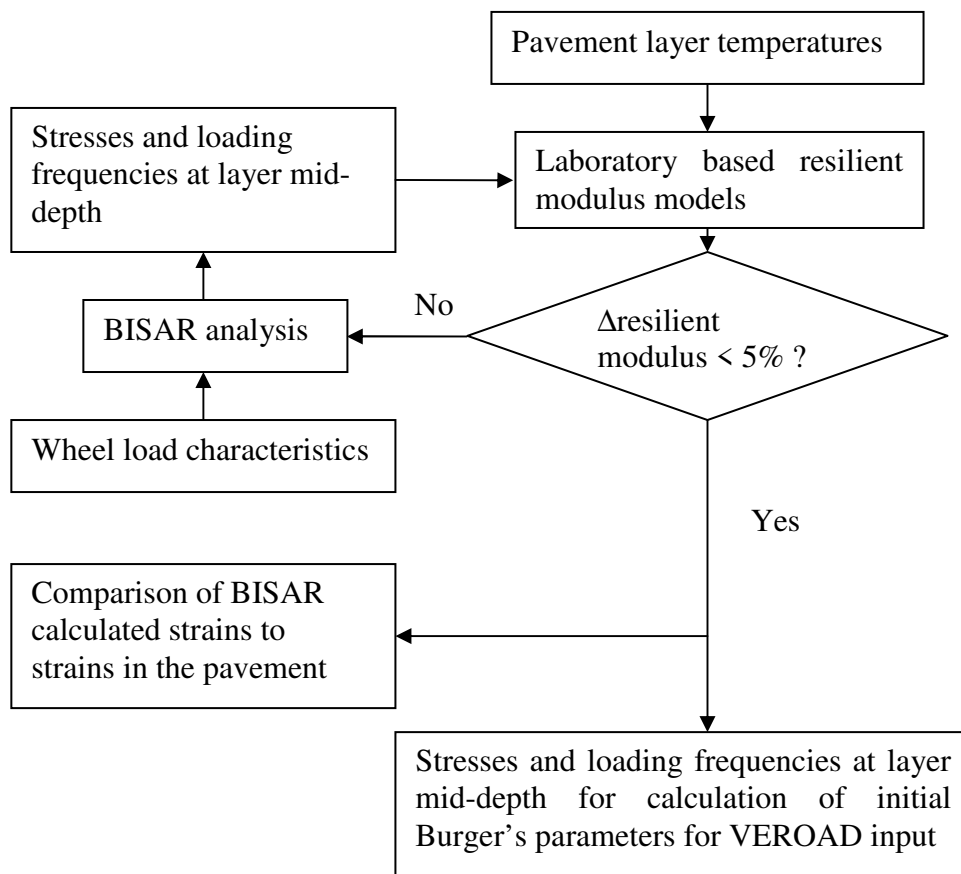 Pavement layer temperatures
Stresses and loading
frequencies at layer mid-
depth
Laboratory based resilient
modulus models
No
BISAR analysis
Δresilient
modulus < 5% ?
Wheel load characteristics
Yes
Comparison of BISAR
calculated strains to
strains in the pavement
Stresses and loading frequencies at layer
mid-depth for calculation of initial
Burger’s parameters for VEROAD input